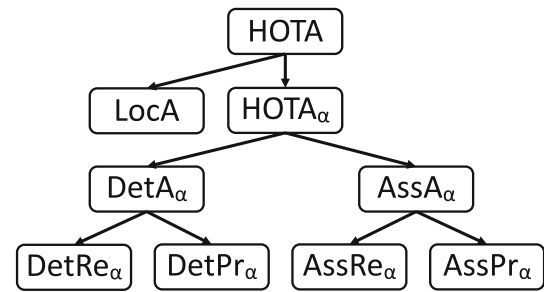 HOTA
LocA
HOTAα
DetAα
AssAα
DetReα
DetPrα
AssReα
AssPrα